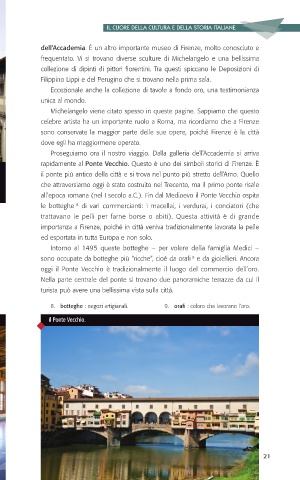 IL CUORE DELLA CULTURA E DELLA STORIA ITALIANE
dell'Accademia. È un altro importante museo di Firenze, molto conosciuto e
frequentato. Vi si trovano diverse sculture di Michelangelo e una bellissima
collezione di dipinti di pittori fiorentini. Tra questi spiccano le Deposizioni di
Filippino Lippi e del Perugino che si trovano nella prima sala.
Eccezionale anche la collezione di tavole a fondo oro, una testimonianza
unica al mondo.
Michelangelo viene citato spesso in queste pagine. Sappiamo che questo
celebre artista ha un importante ruolo a Roma, ma ricordiamo che a Firenze
sono conservate la maggior parte delle sue opere, poiché Firenze è la città
dove egli ha maggiormente operato.
Proseguiamo ora il nostro viaggio. Dalla galleria dell'Accademia si arriva
rapidamente al Ponte Vecchio. Questo è uno dei simboli storici di Firenze. È
il ponte più antico della città e si trova nel punto più stretto dell'Arno. Quello
che attraversiamo oggi è stato costruito nel Trecento, ma il primo ponte risale
all'epoca romana (nel I secolo a.C.). Fin dal Medioevo il Ponte Vecchio ospita
le botteghe8 di vari commercianti: i macellai, i verdurai, i conciatori (che
trattavano le pelli per farne borse o abiti). Questa attività è di grande
importanza a Firenze, poiché in città veniva tradizionalmente lavorata la pelle
ed esportata in tutta Europa e non solo.
Intorno al 1495 queste botteghe – per volere della famiglia Medici –
sono occupate da botteghe più "ricche", cioè da orafi9 e da gioiellieri. Ancora
oggi il Ponte Vecchio è tradizionalmente il luogo del commercio dell'oro.
Nella parte centrale del ponte si trovano due panoramiche terrazze da cui il
turista può avere una bellissima vista sulla città.
8. botteghe : negozi artigianali.
9. orafi : coloro che lavorano l'oro.
Il Ponte Vecchio.
21